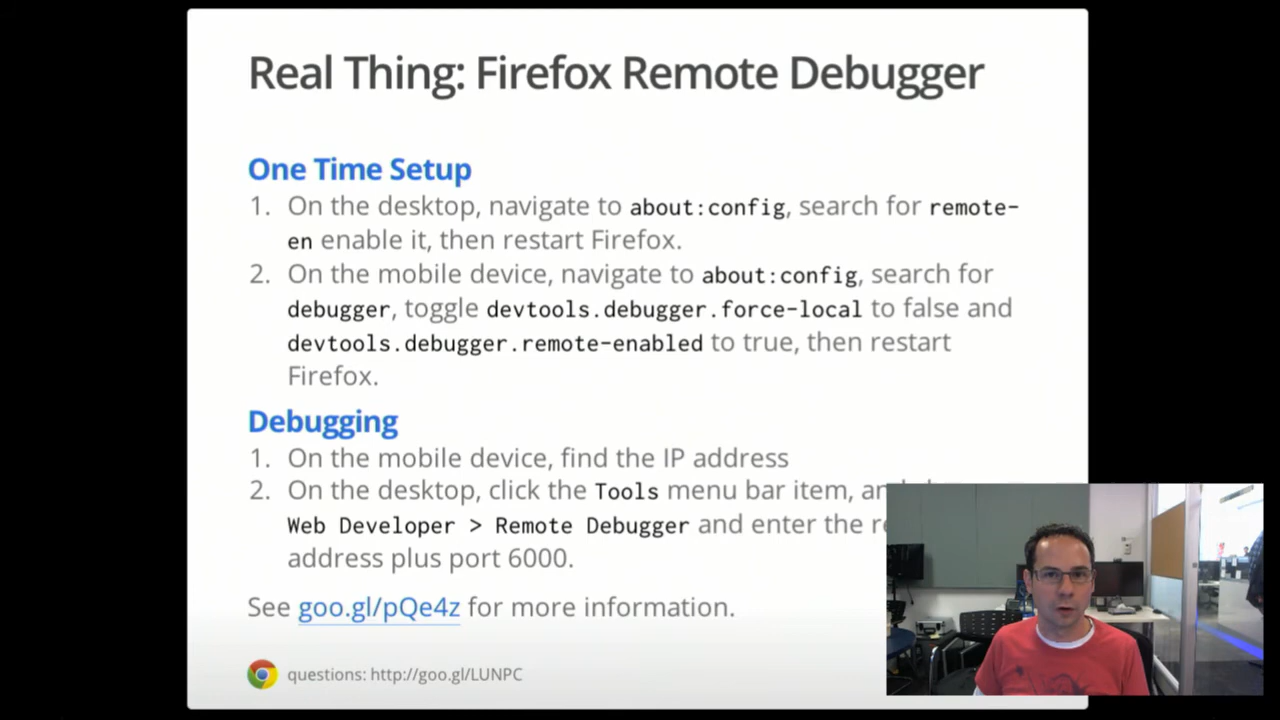 Real Thing: Firefox Remote Debugger
One Time Setup
1. On the desktop, navigate to about:config, search for remote-
en enable it, then restart Firefox.
2. On the mobile device, navigate to about:config, search for
debugger, toggle devtools.debugger.force-local to false and
devtools.debugger.remote-enabled to true, then restart
Firefox.
Debugging
1. On the mobile device, find the IP address
2. On the desktop, click the Tools menu bar item,
Web Developer > Remote Debugger and enter the
address plus port 6000.
See goo.gl/pQe4z for more information.
questions: http://goo.gl/LUNPC